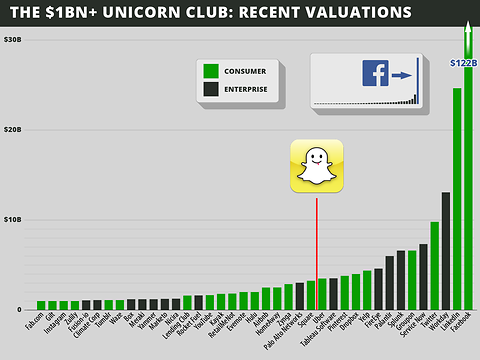 THE $1BN+ UNICORN CLUB: RECENT VALUATIONS
$30B
$122B
CONSUMER
ENTERPRISE
f
$20B
$10B
0
Fab.com
Gilt
Instagram
Zulily
Fusion-io
Climate Corp
Tumblr
Waze
Box
Meraki
Yammer
Marketo
Nicira
Lending Club
Rocket Fuel
YouTube
Kayak
RetailMeNot
Evernote
Hulu
Airbnb
HomeAway
Zynga
Palo Alto Networks
Square
Uber
Tableau Software
Pinterest
Dropbox
Yelp
FireEye
Palantir
Splunk
Groupon
Service Now
Twitter
Workday
LinkedIn
Facebook